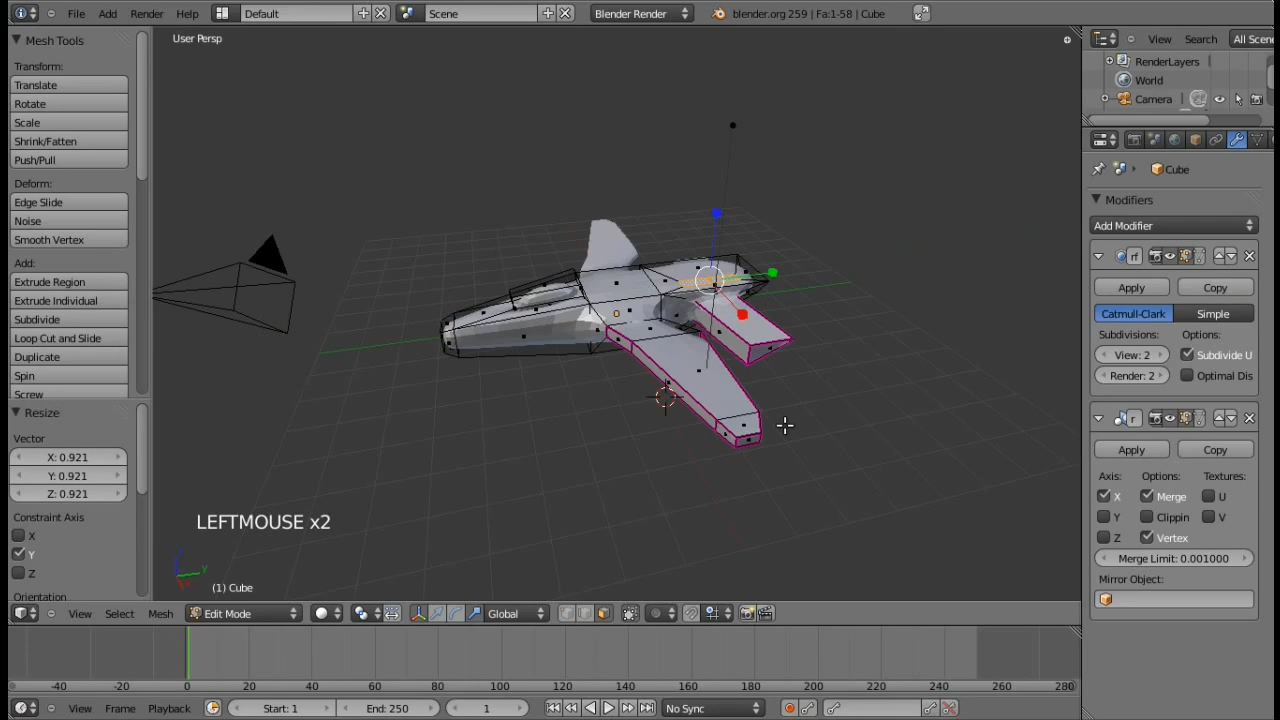 File Add Render Help Default Scene Blender Render blender.org 259 | Fa:1-58 | Cube
Mesh Tools
Transform:
Translate
Rotate
Scale
Shrink/Fatten
Push/Pull
Deform:
Edge Slide
Noise
Smooth Vertex
Add:
Extrude Region
Extrude Individual
Subdivide
Loop Cut and Slide
Duplicate
Spin
Screw
Resize
Vector
X: 0.921
Y: 0.921
Z: 0.921
Constraint Axis
X
Y
Z
Orientation
User Persp
LEFTMOUSE x2
y
(1) Cube
View Select Mesh Edit Mode Global
View Search All Scene
RenderLayers
World
Camera
Cube
Modifiers
Add Modifier
rf
Apply Copy
Catmull-Clark Simple
Subdivisions: Options:
View: 2 Subdivide U
Render: 2 Optimal Dis
r
Apply Copy
Axis: Options: Textures:
X Merge U
Y Clippin V
Z Vertex
Merge Limit: 0.001000
Mirror Object:
-40 -20 0 20 40 60 80 100 120 140 160 180 200 220 240 260 280
View Frame Playback Start: 1 End: 250 1 No Sync